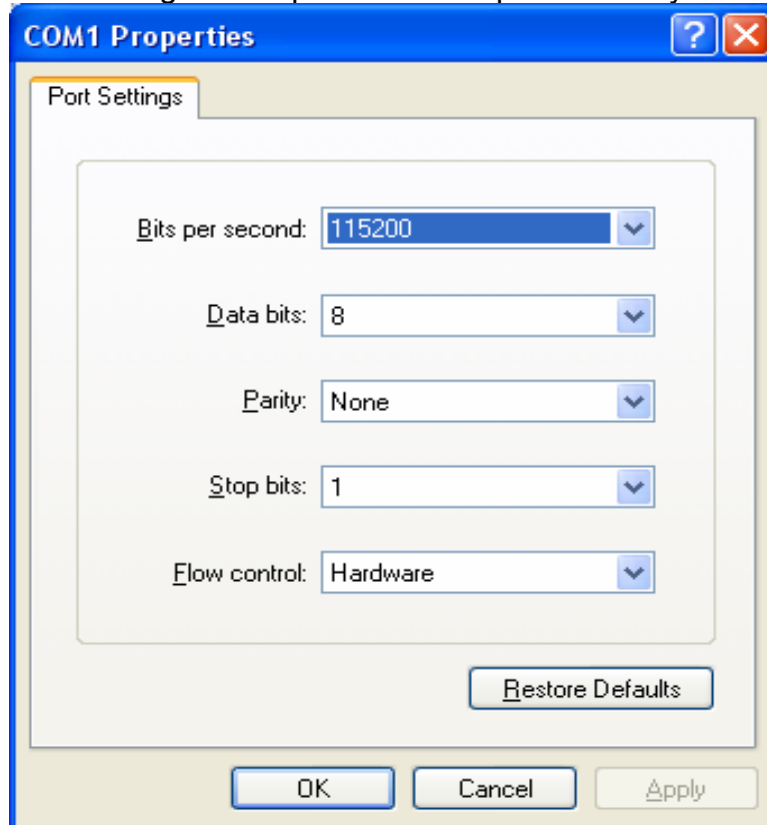 COM1 Properties
Port Settings
Bits per second: 115200
Data bits: 8
Parity: None
Stop bits: 1
Flow control: Hardware
Restore Defaults
OK Cancel Apply